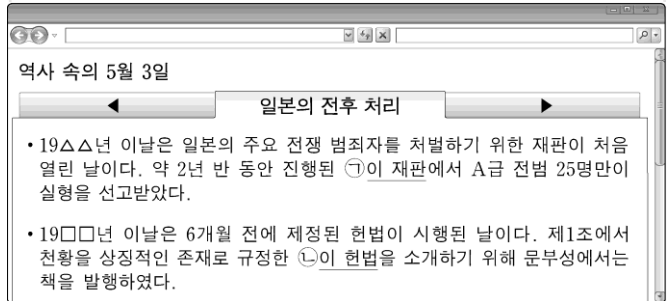 역사 속의 5월 3일
◀ 일본의 전후 처리 ▶
• 19△△년 이날은 일본의 주요 전쟁 범죄자를 처벌하기 위한 재판이 처음
열린 날이다. 약 2년 반 동안 진행된 ㉠이 재판에서 A급 전범 25명만이
실형을 선고받았다.
• 19□□년 이날은 6개월 전에 제정된 헌법이 시행된 날이다. 제1조에서
천황을 상징적인 존재로 규정한 ㉡이 헌법을 소개하기 위해 문부성에서는
책을 발행하였다.